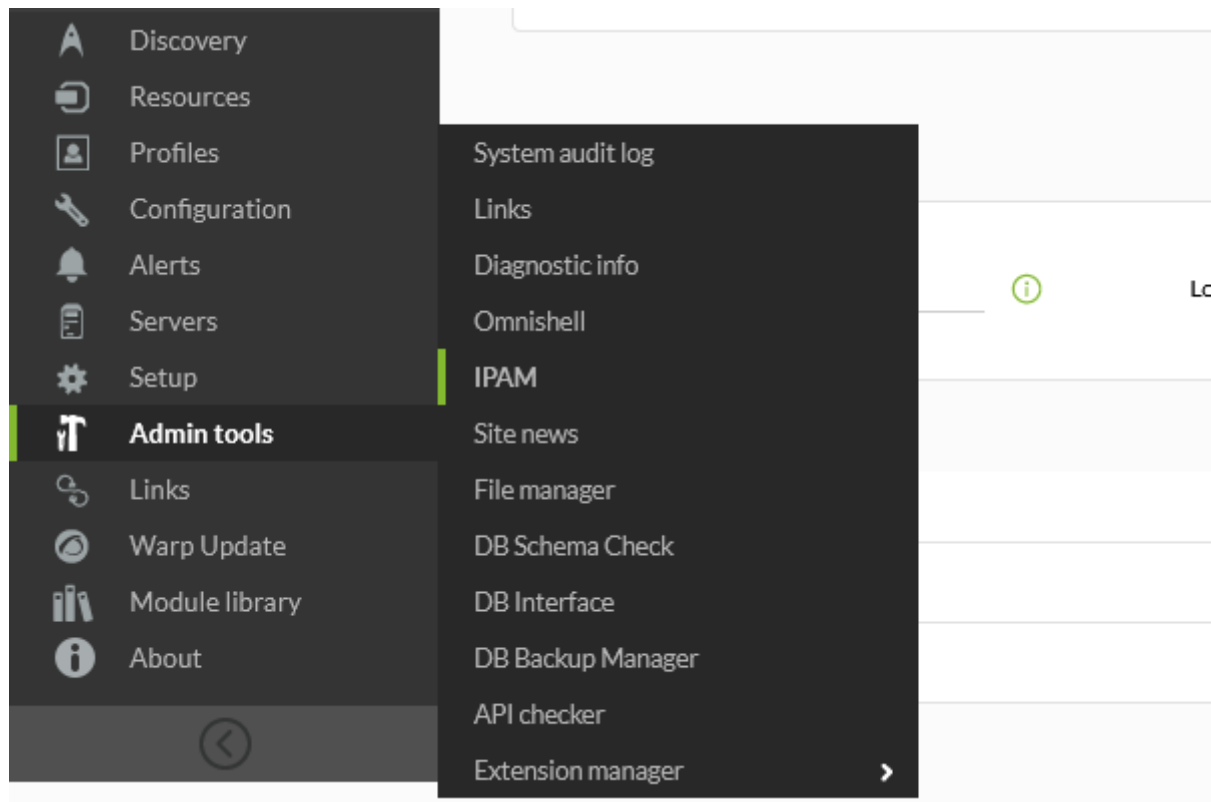 Discovery
Resources
Profiles
Configuration
Alerts
Servers
Setup
Admin tools
Links
Warp Update
Module library
About
System audit log
Links
Diagnostic info
Omnishell
IPAM
Site news
File manager
DB Schema Check
DB Interface
DB Backup Manager
API checker
Extension manager